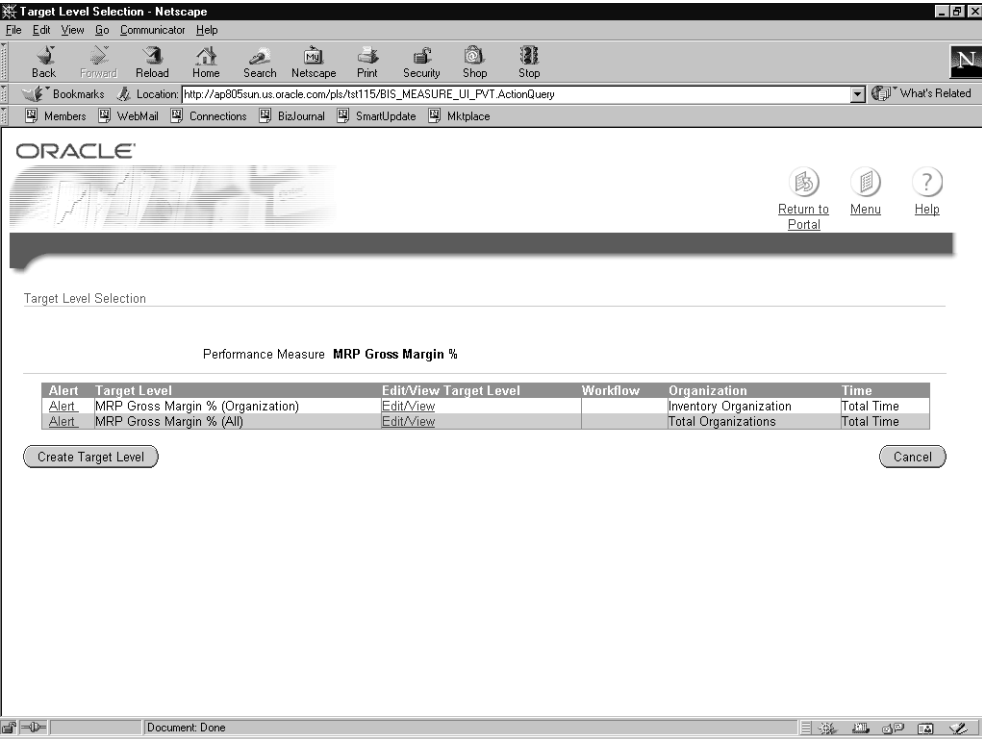 Target Level Selection - Netscape
File Edit View Go Communicator Help
Back Forward Reload Home Search Netscape Print Security Shop Stop
My
N
Bookmarks Location: http://ap805sun.us.oracle.com/pls/tst115/BIS_MEASURE_UI_PVT.ActionQuery What's Related
Members WebMail Connections BizJournal SmartUpdate Mktplace
ORACLE
Return to Portal Menu Help
Target Level Selection
Performance Measure MRP Gross Margin %
Alert Target Level Edit/View Target Level Workflow Organization Time
Alert MRP Gross Margin % (Organization) Edit/View Inventory Organization Total Time
Alert MRP Gross Margin % (All) Edit/View Total Organizations Total Time
Create Target Level Cancel
Document: Done